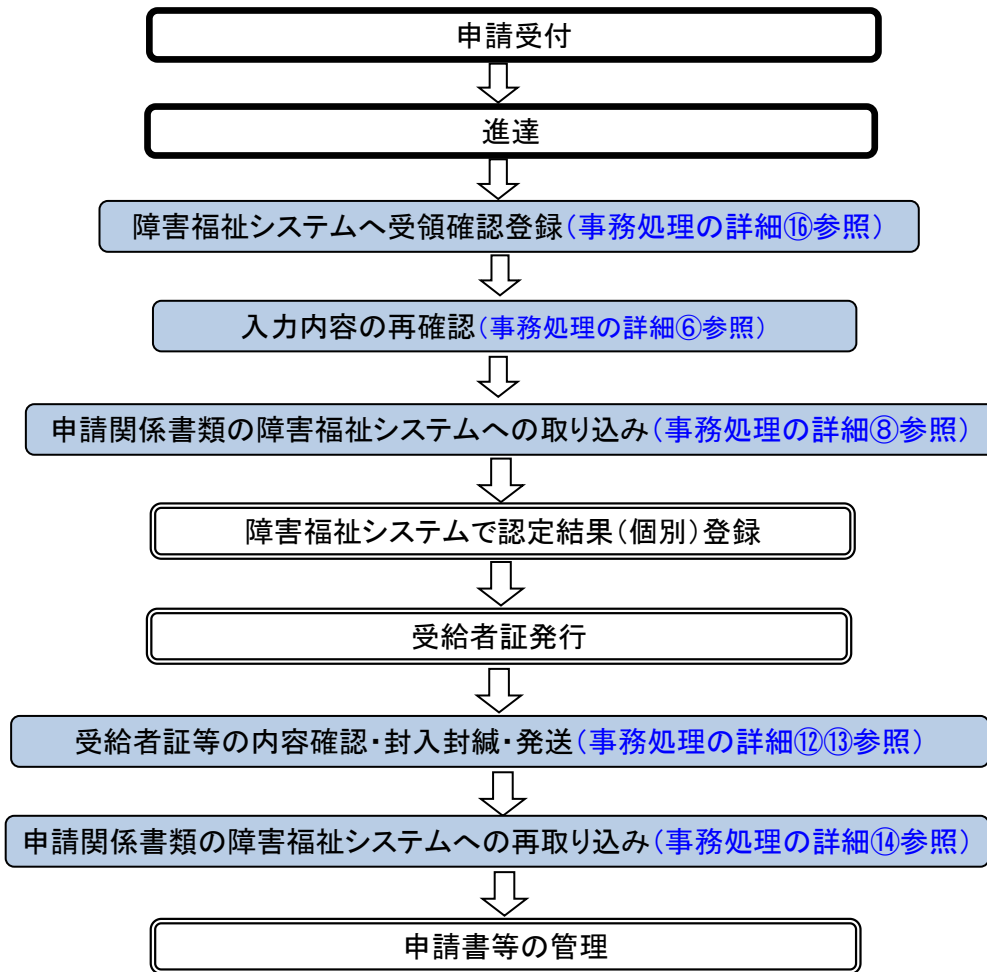 申請受付
進達
障害福祉システムへ受領確認登録(事務処理の詳細⑯参照)
入力内容の再確認(事務処理の詳細⑥参照)
申請関係書類の障害福祉システムへの取り込み(事務処理の詳細⑧参照)
障害福祉システムで認定結果(個別)登録
受給者証発行
受給者証等の内容確認・封入封緘・発送(事務処理の詳細⑫⑬参照)
申請関係書類の障害福祉システムへの再取り込み(事務処理の詳細⑭参照)
申請書等の管理